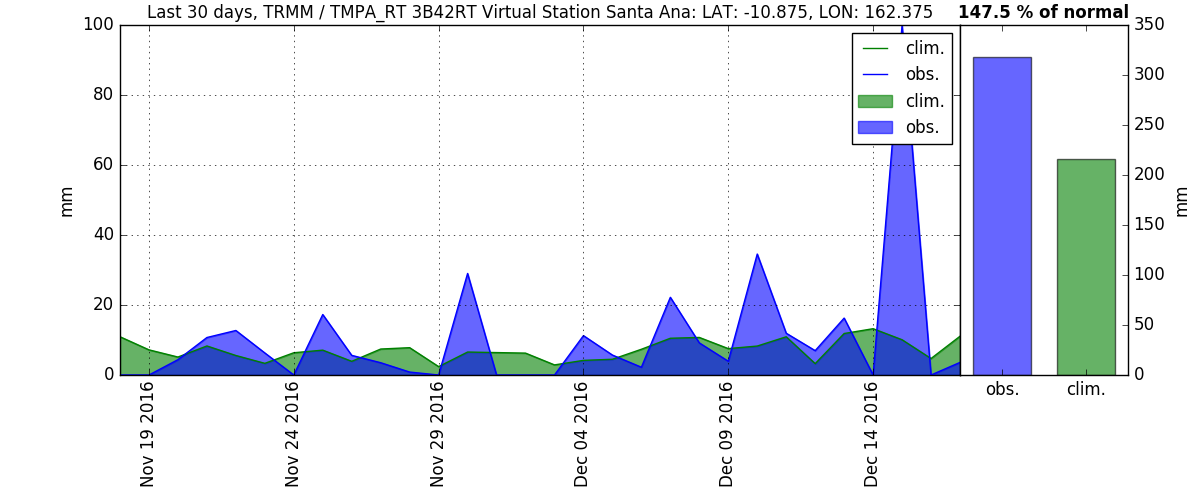 Last 30 days, TRMM / TMPA_RT 3B42RT Virtual Station Santa Ana: LAT: -10.875, LON: 162.375
147.5 % of normal
100
80
60
40
20
0
mm
clim.
obs.
clim.
obs.
Nov 19 2016
Nov 24 2016
Nov 29 2016
Dec 04 2016
Dec 09 2016
Dec 14 2016
350
300
250
200
150
100
50
0
mm
obs.
clim.